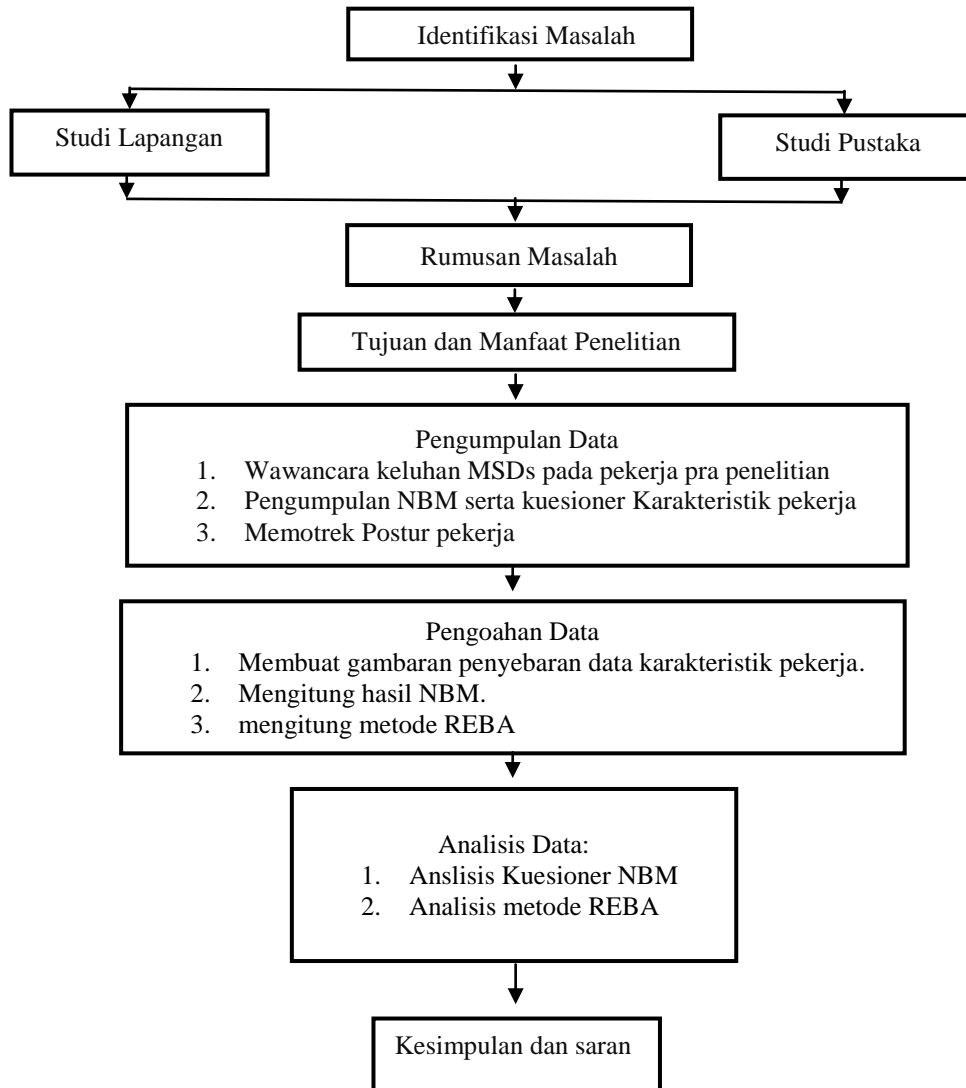 Identifikasi Masalah
Studi Lapangan
Studi Pustaka
Rumusan Masalah
Tujuan dan Manfaat Penelitian
Pengumpulan Data
1. Wawancara keluhan MSDs pada pekerja pra penelitian
2. Pengumpulan NBM serta kuesioner Karakteristik pekerja
3. Memotrek Postur pekerja
Pengoahan Data
1. Membuat gambaran penyebaran data karakteristik pekerja.
2. Mengitung hasil NBM.
3. mengitung metode REBA
Analisis Data:
1. Anslisis Kuesioner NBM
2. Analisis metode REBA
Kesimpulan dan saran